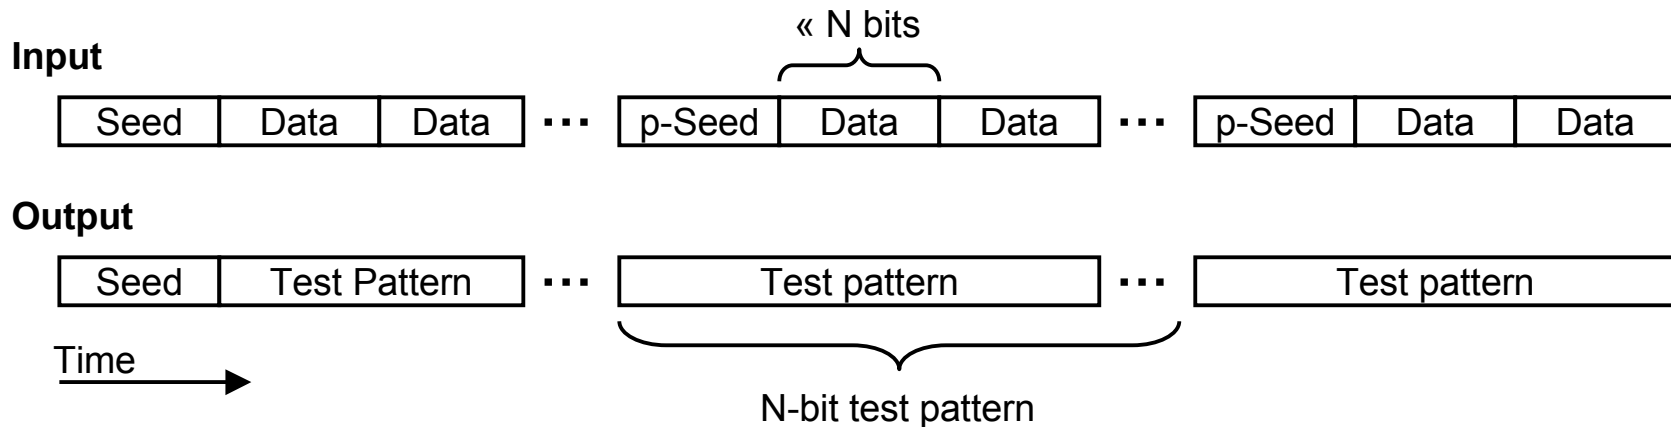 « N bits
Input
Seed Data Data ... p-Seed Data Data ... p-Seed Data Data
Output
Seed Test Pattern ... Test pattern ... Test pattern
Time
N-bit test pattern